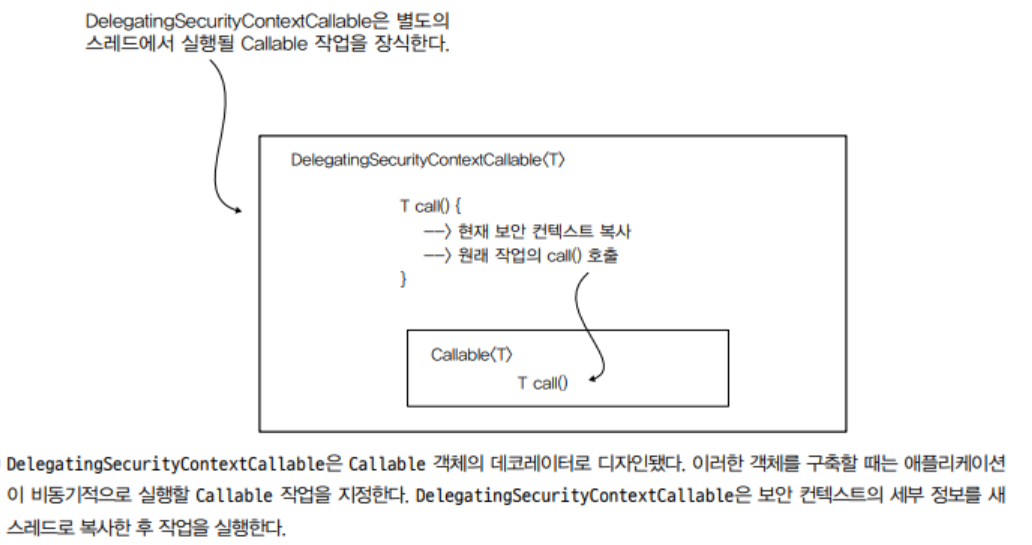 DelegatingSecurityContextCallable은 별도의
스레드에서 실행될 Callable 작업을 장식한다.
DelegatingSecurityContextCallable〈T〉
T call() {
──〉 현재 보안 컨텍스트 복사
──〉 원래 작업의 call() 호출
}
Callable〈T〉
T call()
DelegatingSecurityContextCallable은 Callable 객체의 데코레이터로 디자인됐다. 이러한 객체를 구축할 때는 애플리케이션
이 비동기적으로 실행할 Callable 작업을 지정한다. DelegatingSecurityContextCallable은 보안 컨텍스트의 세부 정보를 새
스레드로 복사한 후 작업을 실행한다.